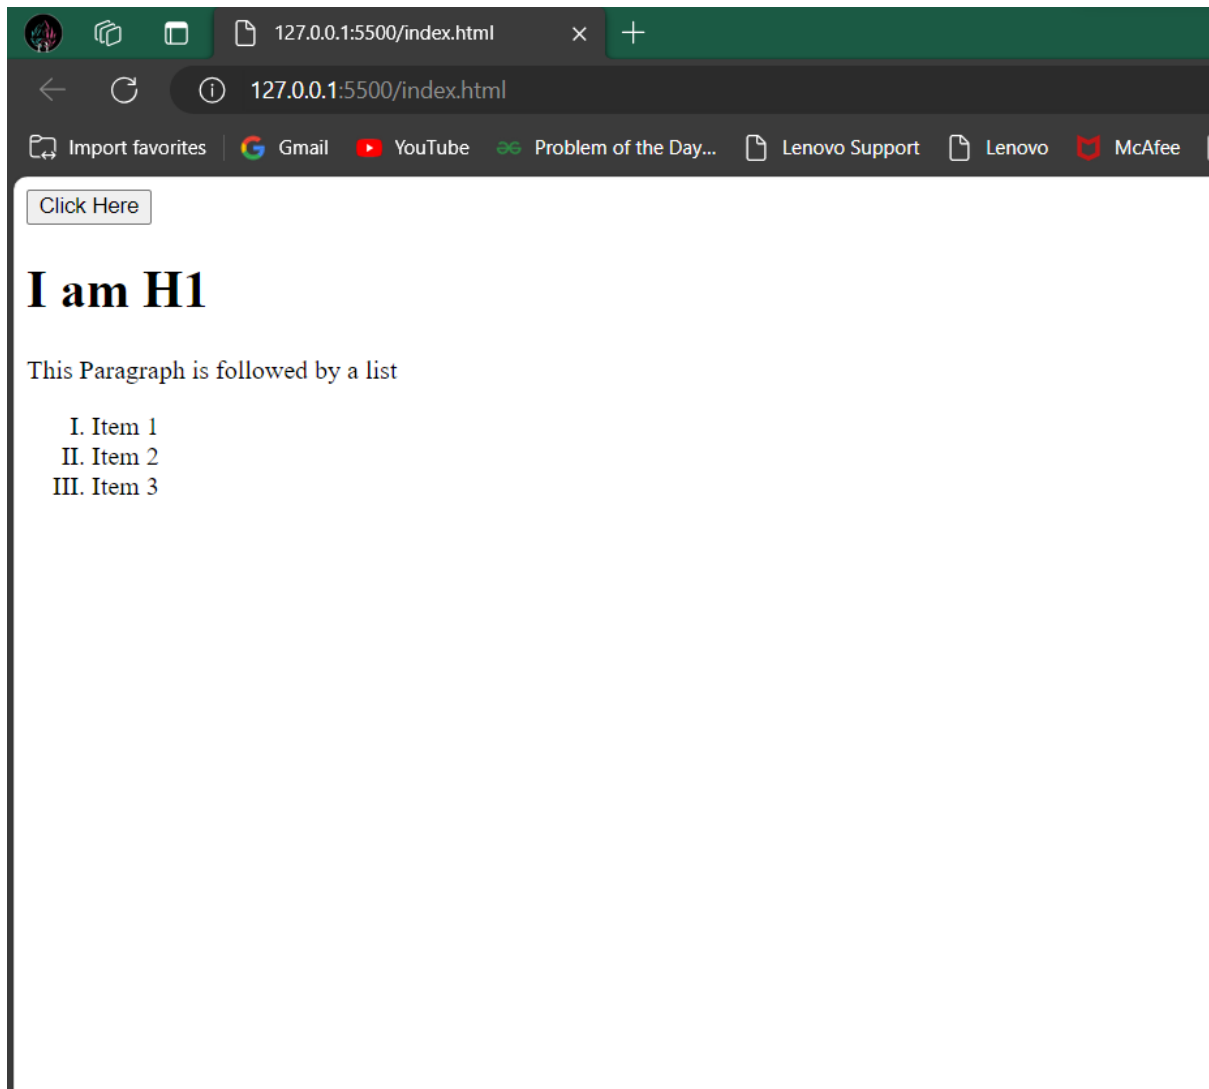 127.0.0.1:5500/index.html
127.0.0.1:5500/index.html
Import favorites Gmail YouTube Problem of the Day... Lenovo Support Lenovo McAfee
Click Here
I am H1
This Paragraph is followed by a list
I. Item 1
II. Item 2
III. Item 3